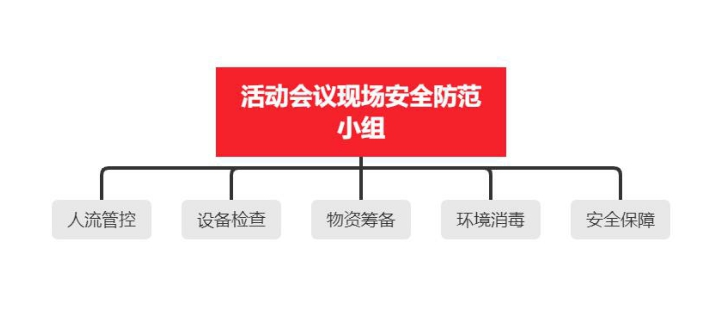 活动会议现场安全防范
小组
人流管控
设备检查
物资筹备
环境消毒
安全保障